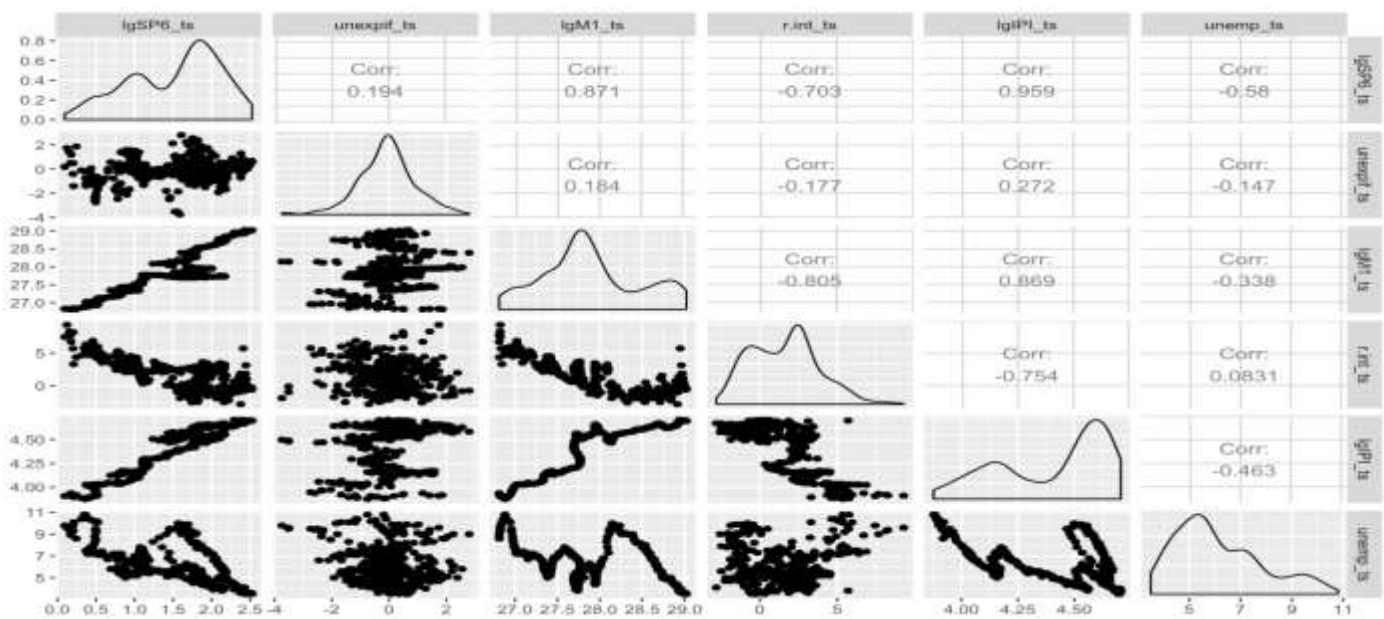 lgSP6_ts unexpif_ts lgM1_ts r.int_ts lgIPI_ts unemp_ts
0.8
0.6
0.4
0.2
0.0
Corr: Corr: Corr: Corr: Corr:
0.194 0.871 -0.703 0.959 -0.58
lgSP6_ts
2
0
-2
-4
Corr: Corr: Corr: Corr:
0.184 -0.177 0.272 -0.147
29.0
28.5
28.0
27.5
27.0
Corr: Corr: Corr:
-0.805 0.869 -0.338
lgM1_ts
5
0
Corr: Corr:
-0.754 0.0831
r.int_ts
4.50
4.25
4.00
Corr:
-0.463
lgIPI_ts
11
9
7
5
unemp_ts
0.0 0.5 1.0 1.5 2.0 2.5 -4 -2 0 2 27.0 27.5 28.0 28.5 29.0 0 5 4.00 4.25 4.50 5 7 9 11